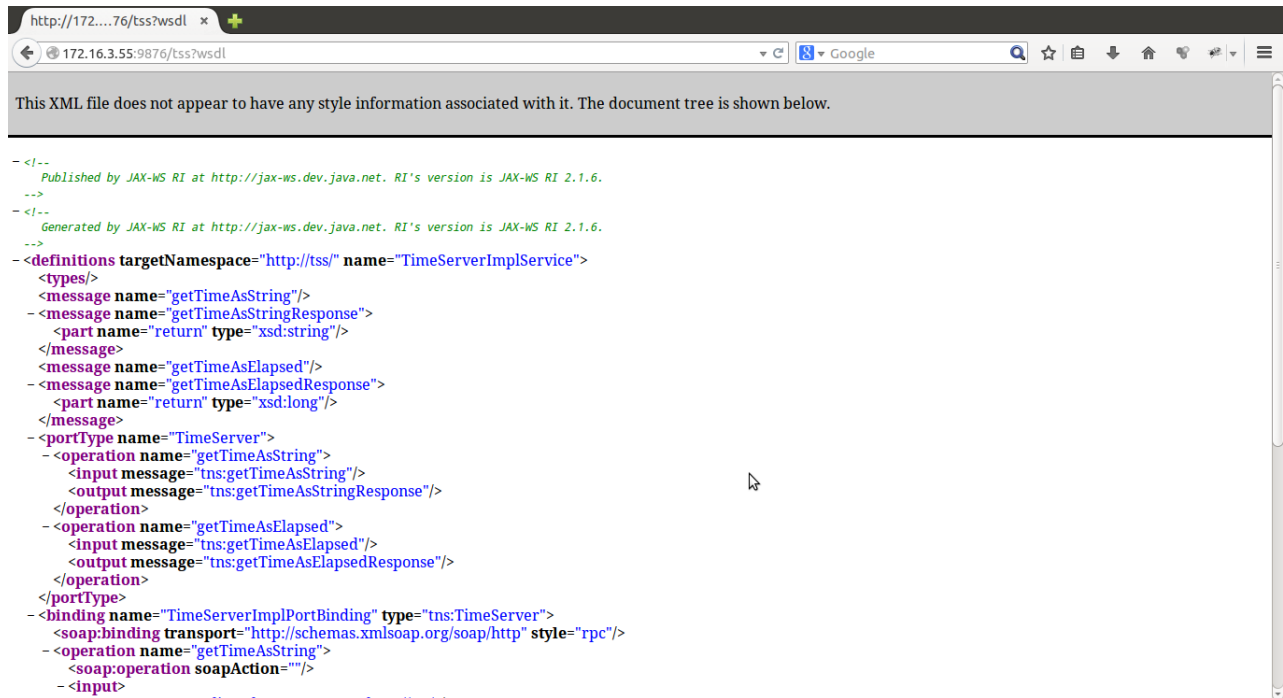 http://172....76/tss?wsdl ×
172.16.3.55:9876/tss?wsdl
8 Google
This XML file does not appear to have any style information associated with it. The document tree is shown below.
- <!--
Published by JAX-WS RI at http://jax-ws.dev.java.net. RI's version is JAX-WS RI 2.1.6.
-->
- <!--
Generated by JAX-WS RI at http://jax-ws.dev.java.net. RI's version is JAX-WS RI 2.1.6.
-->
- <definitions targetNamespace="http://tss/" name="TimeServerImplService">
<types/>
<message name="getTimeAsString"/>
- <message name="getTimeAsStringResponse">
<part name="return" type="xsd:string"/>
</message>
<message name="getTimeAsElapsed"/>
- <message name="getTimeAsElapsedResponse">
<part name="return" type="xsd:long"/>
</message>
- <portType name="TimeServer">
- <operation name="getTimeAsString">
<input message="tns:getTimeAsString"/>
<output message="tns:getTimeAsStringResponse"/>
</operation>
- <operation name="getTimeAsElapsed">
<input message="tns:getTimeAsElapsed"/>
<output message="tns:getTimeAsElapsedResponse"/>
</operation>
</portType>
- <binding name="TimeServerImplPortBinding" type="tns:TimeServer">
<soap:binding transport="http://schemas.xmlsoap.org/soap/http" style="rpc"/>
- <operation name="getTimeAsString">
<soap:operation soapAction=""/>
- <input>